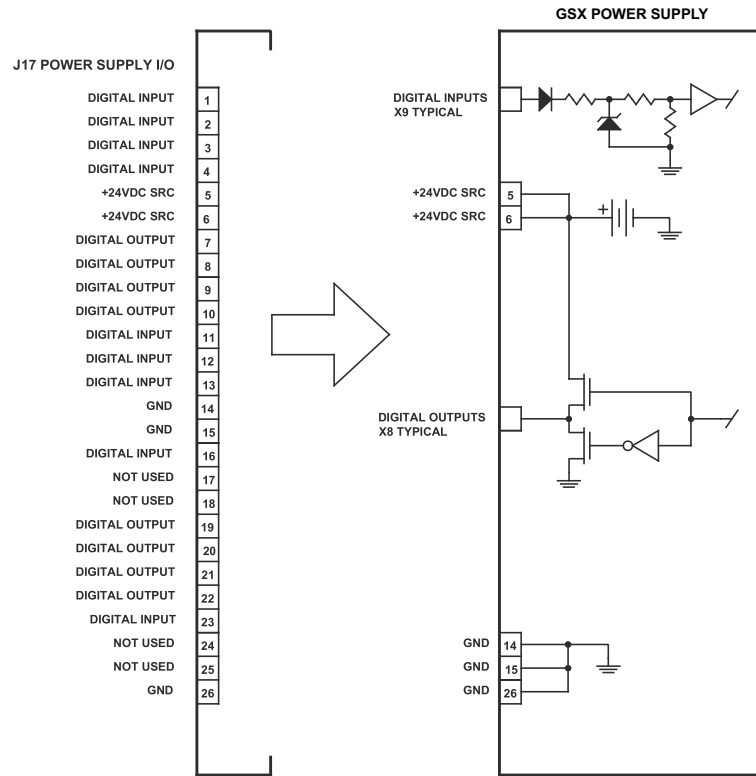 GSX POWER SUPPLY
J17 POWER SUPPLY I/O
DIGITAL INPUT 1
DIGITAL INPUT 2
DIGITAL INPUT 3
DIGITAL INPUT 4
+24VDC SRC 5
+24VDC SRC 6
DIGITAL OUTPUT 7
DIGITAL OUTPUT 8
DIGITAL OUTPUT 9
DIGITAL OUTPUT 10
DIGITAL INPUT 11
DIGITAL INPUT 12
DIGITAL INPUT 13
GND 14
GND 15
DIGITAL INPUT 16
NOT USED 17
NOT USED 18
DIGITAL OUTPUT 19
DIGITAL OUTPUT 20
DIGITAL OUTPUT 21
DIGITAL OUTPUT 22
DIGITAL INPUT 23
NOT USED 24
NOT USED 25
GND 26
DIGITAL INPUTS
X9 TYPICAL
+24VDC SRC 5
+24VDC SRC 6
+
DIGITAL OUTPUTS
X8 TYPICAL
GND 14
GND 15
GND 26